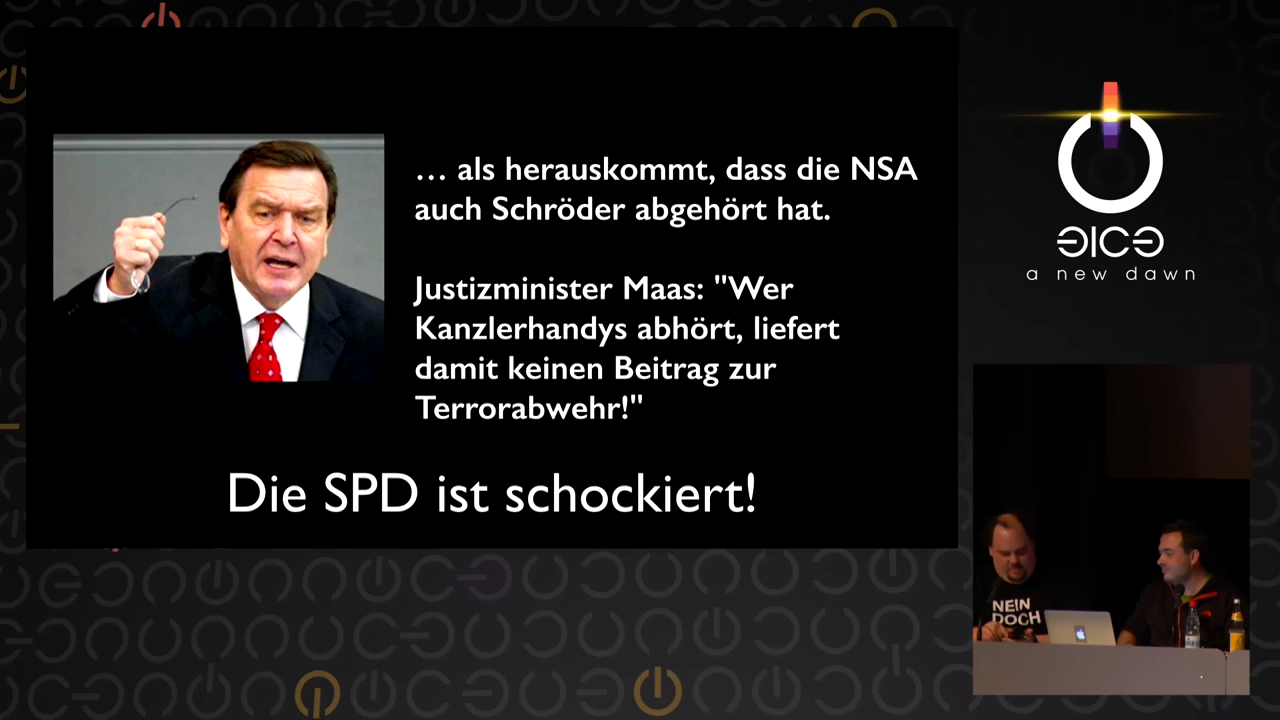 … als herauskommt, dass die NSA
auch Schröder abgehört hat.
Justizminister Maas: "Wer
Kanzlerhandys abhört, liefert
damit keinen Beitrag zur
Terrorabwehr!"
Die SPD ist schockiert!
a new dawn
NEIN
DOCH